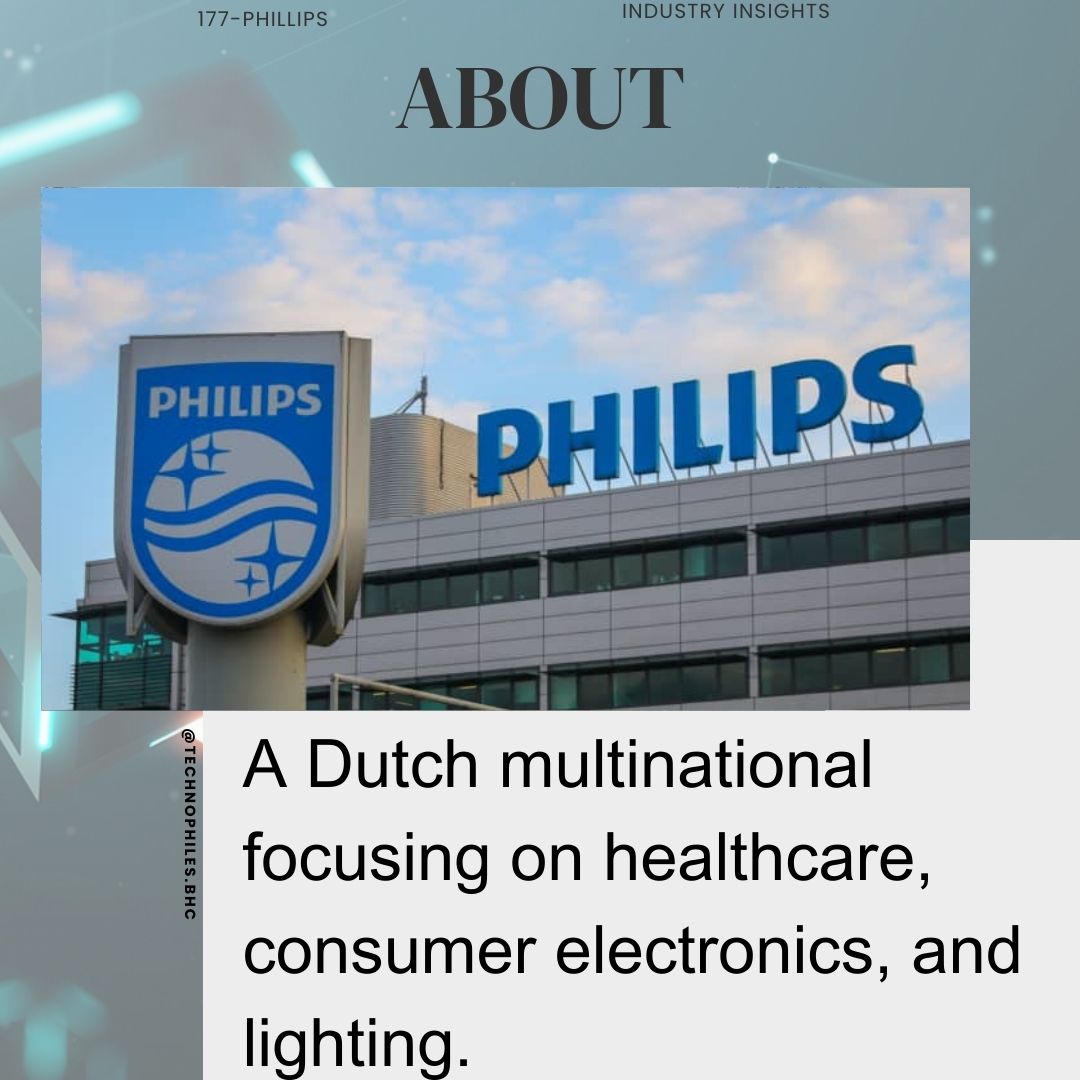 177-PHILLIPS
INDUSTRY INSIGHTS
ABOUT
PHILIPS
PHILIPS
@TECHNOPHILES.BHC
A Dutch multinational
focusing on healthcare,
consumer electronics, and
lighting.